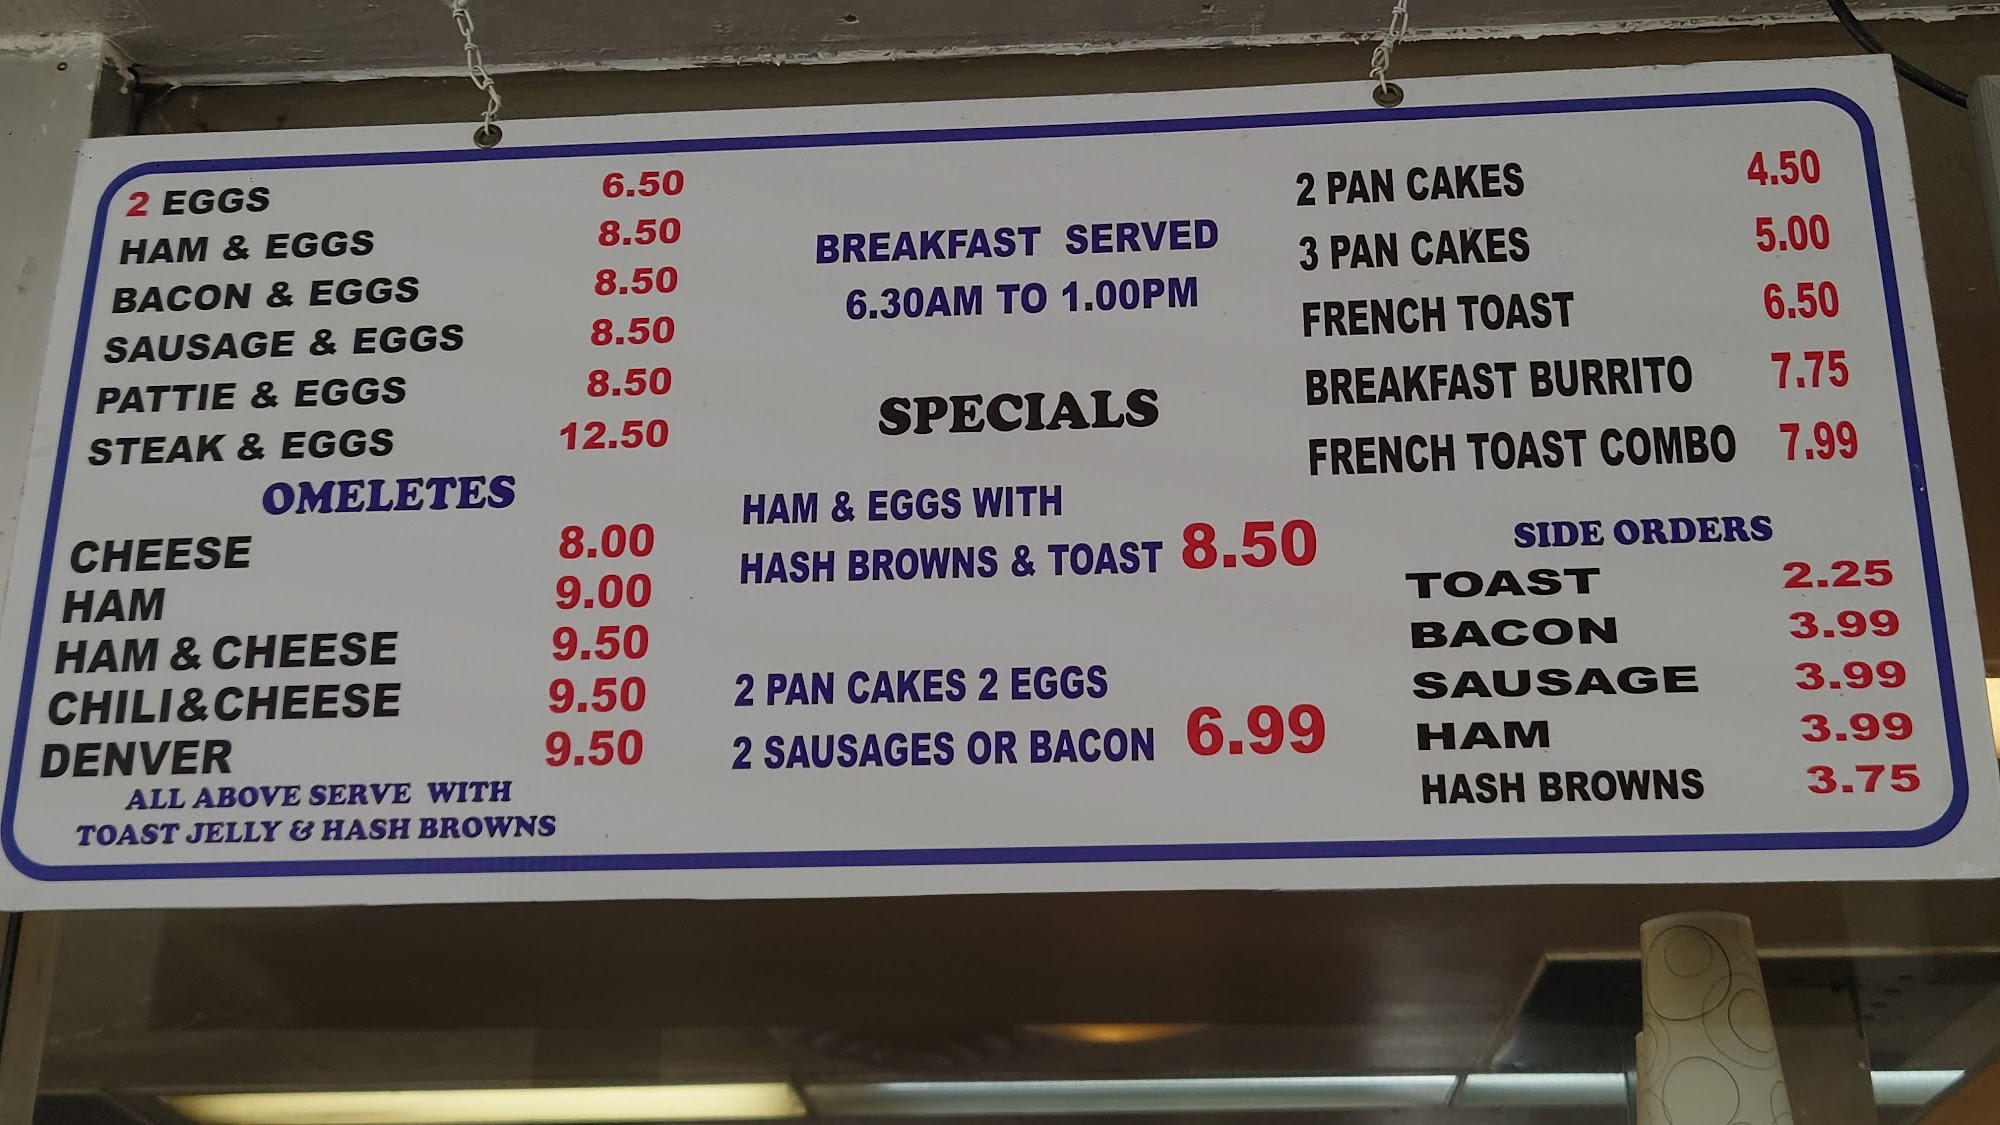 2 EGGS 6.50
HAM & EGGS 8.50
BACON & EGGS 8.50
SAUSAGE & EGGS 8.50
PATTIE & EGGS 8.50
STEAK & EGGS 12.50
OMELETES
CHEESE 8.00
HAM 9.00
HAM & CHEESE 9.50
CHILI&CHEESE 9.50
DENVER 9.50
ALL ABOVE SERVE WITH
TOAST JELLY & HASH BROWNS
BREAKFAST SERVED
6.30AM TO 1.00PM
SPECIALS
HAM & EGGS WITH
HASH BROWNS & TOAST 8.50
2 PAN CAKES 2 EGGS
2 SAUSAGES OR BACON 6.99
2 PAN CAKES 4.50
3 PAN CAKES 5.00
FRENCH TOAST 6.50
BREAKFAST BURRITO 7.75
FRENCH TOAST COMBO 7.99
SIDE ORDERS
TOAST 2.25
BACON 3.99
SAUSAGE 3.99
HAM 3.99
HASH BROWNS 3.75